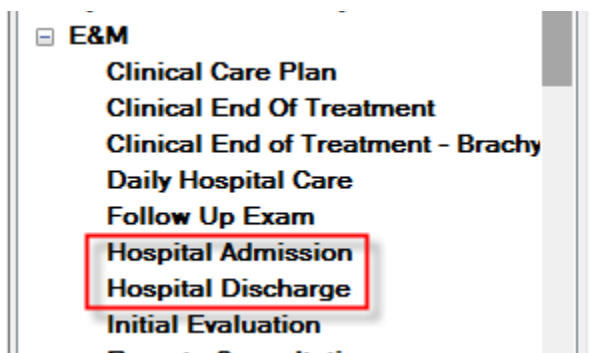 E&M
Clinical Care Plan
Clinical End Of Treatment
Clinical End of Treatment - Brachy
Daily Hospital Care
Follow Up Exam
Hospital Admission
Hospital Discharge
Initial Evaluation